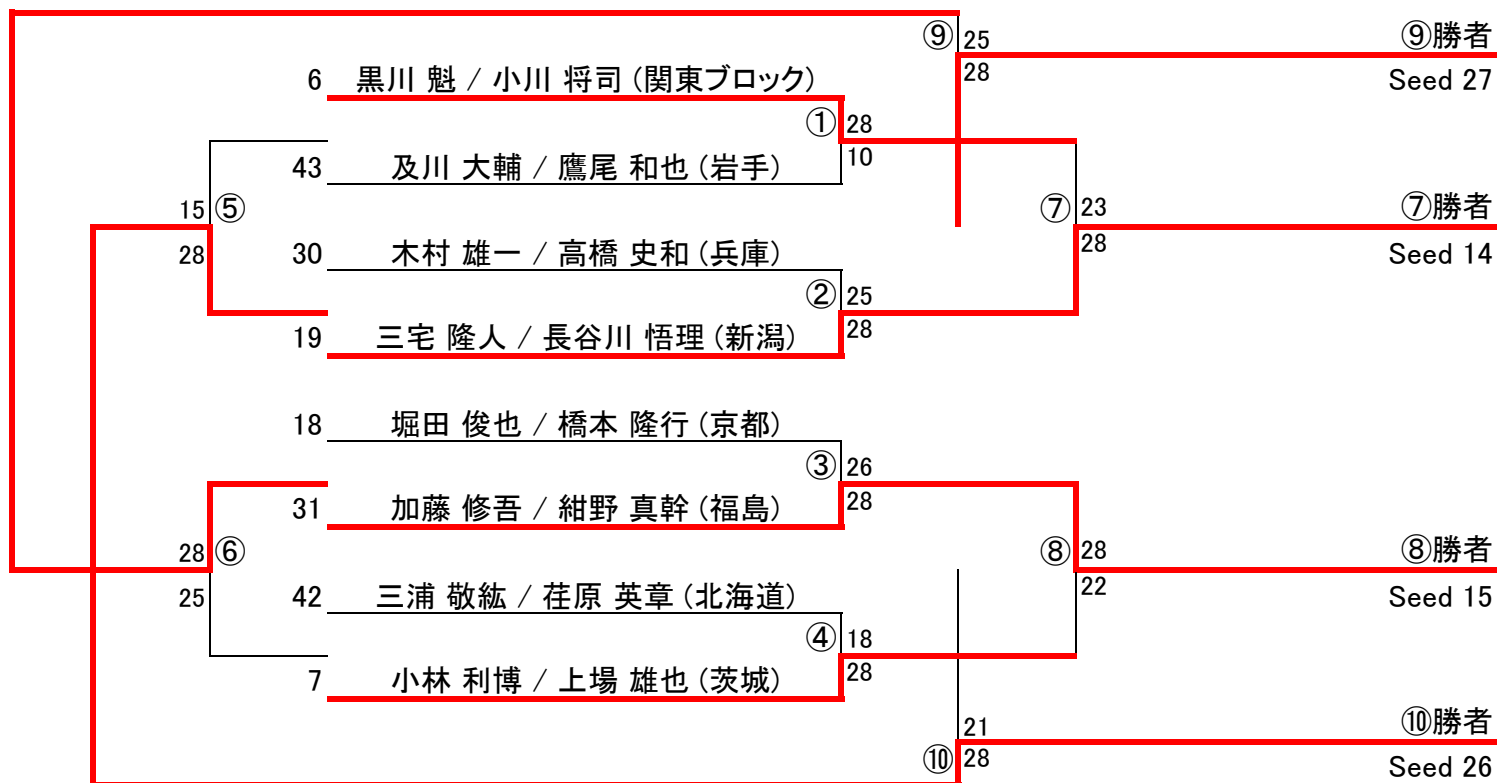 ⑨ 25 ⑨勝者
6 黒川 魁 / 小川 将司 (関東ブロック) 28 Seed 27
① 28
43 及川 大輔 / 鷹尾 和也 (岩手) 10
15 ⑤ ⑦ 23 ⑦勝者
28 30 木村 雄一 / 高橋 史和 (兵庫) 28 Seed 14
② 25
19 三宅 隆人 / 長谷川 悟理 (新潟) 28
18 堀田 俊也 / 橋本 隆行 (京都)
③ 26
31 加藤 修吾 / 紺野 真幹 (福島) 28
28 ⑥ ⑧ 28 ⑧勝者
25 42 三浦 敬紘 / 荏原 英章 (北海道) 22 Seed 15
④ 18
7 小林 利博 / 上場 雄也 (茨城) 28
21 ⑩勝者
⑩ 28 Seed 26